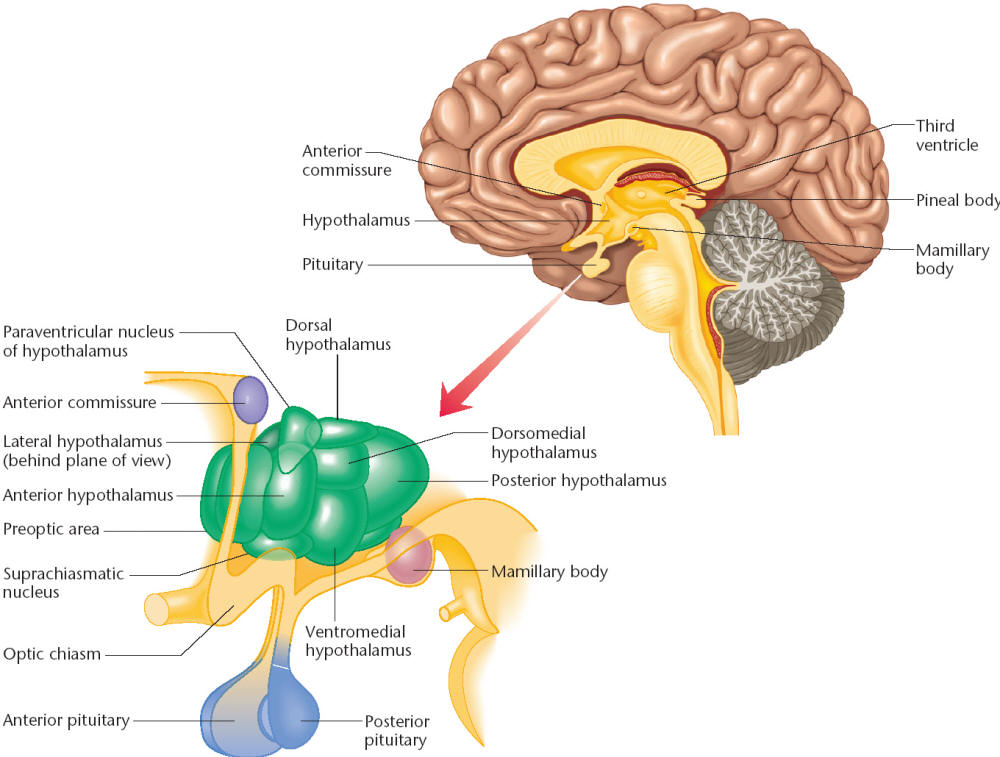 Anterior
commissure
Hypothalamus
Pituitary
Third
ventricle
Pineal body
Mamillary
body
Paraventricular nucleus
of hypothalamus
Dorsal
hypothalamus
Anterior commissure
Lateral hypothalamus
(behind plane of view)
Anterior hypothalamus
Preoptic area
Suprachiasmatic
nucleus
Optic chiasm
Anterior pituitary
Dorsomedial
hypothalamus
Posterior hypothalamus
Mamillary body
Ventromedial
hypothalamus
Posterior
pituitary